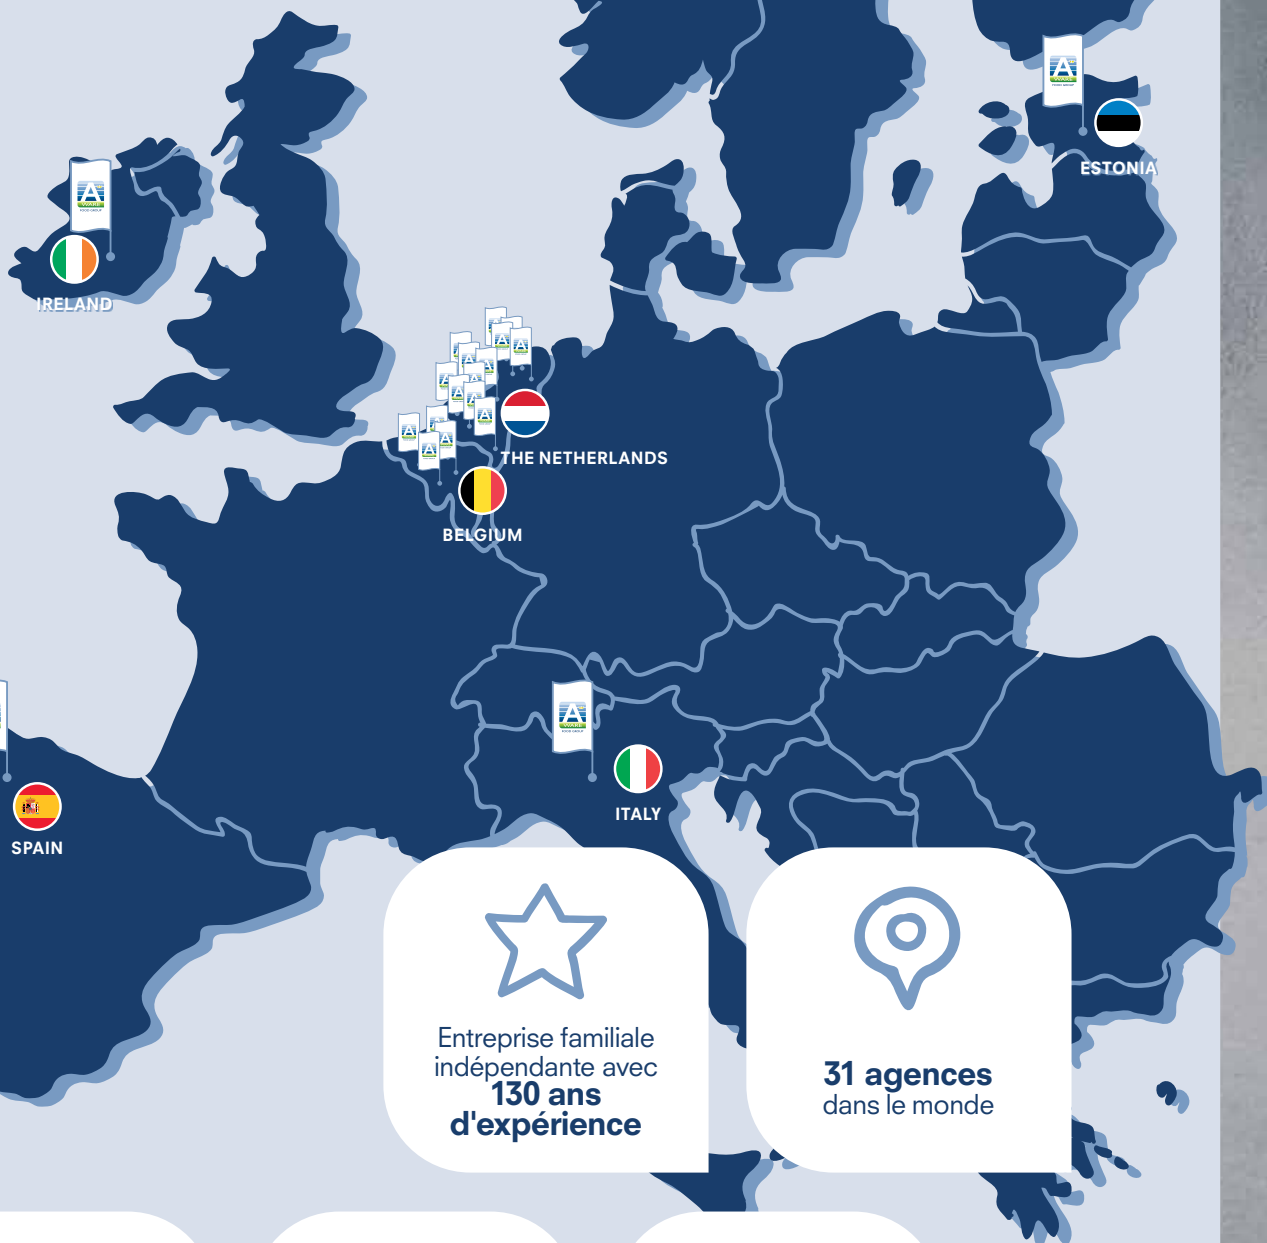 ESTONIA
IRELAND
THE NETHERLANDS
BELGIUM
ITALY
SPAIN
Entreprise familiale
indépendante avec
130 ans
d'expérience
31 agences
dans le monde